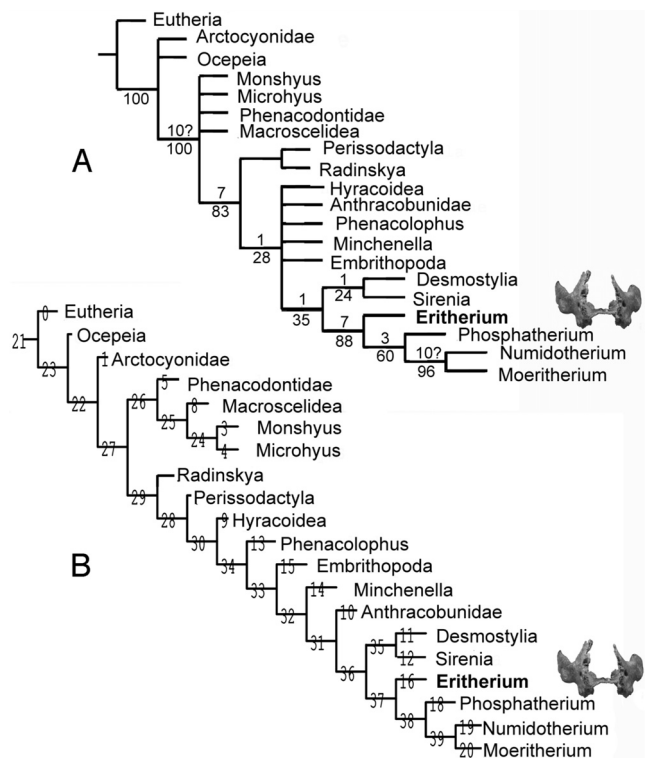 Eutheria
Arctocyonidae
Ocepeia
100
Monshyus
Microhyus
Phenacodontidae
10?
Macroscelidea
100
A
Perissodactyla
Radinskya
7
83
Hyracoidea
Anthracobunidae
Phenacolophus
1
Minchenella
28
Embrithopoda
1
Desmostylia
24
Sirenia
1
35
7
Eritherium
88
3
Phosphatherium
60
10?
Numidotherium
96
Moeritherium
0
Eutheria
21
Ocepeia
23
1
Arctocyonidae
22
5
Phenacodontidae
26
8
Macroscelidea
25
3
Monshyus
24
27
4
Microhyus
Radinskya
29
Perissodactyla
28
9
Hyracoidea
30
13
Phenacolophus
34
15
Embrithopoda
B
33
14
Minchenella
32
10
Anthracobunidae
31
11
Desmostylia
35
12
Sirenia
36
16
Eritherium
37
18
Phosphatherium
38
19
Numidotherium
39
20
Moeritherium